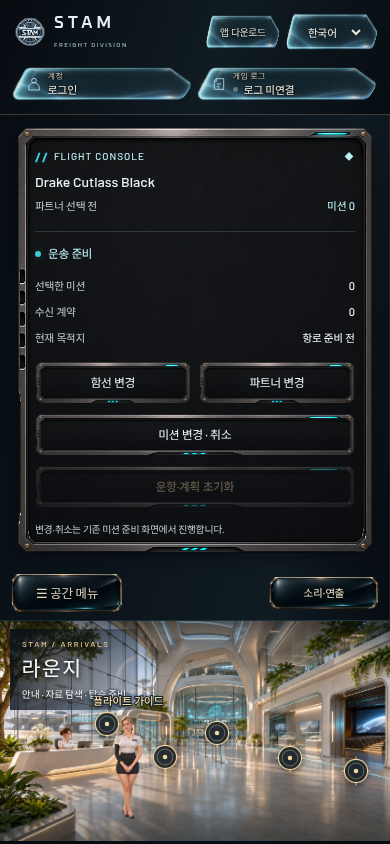 STAM
FREIGHT DIVISION
앱 다운로드
한국어
계정
로그인
게임 로그
로그 미연결
// FLIGHT CONSOLE
Drake Cutlass Black
파트너 선택 전
미션 0
운송 준비
선택한 미션
0
수신 계약
0
현재 목적지
항로 준비 전
함선 변경
파트너 변경
미션 변경 · 취소
운항·계획 초기화
변경·취소는 기존 미션 준비 화면에서 진행합니다.
☰ 공간 메뉴
소리·연출
STAM / ARRIVALS
라운지
안내 · 자료 탐색 · 탑승 준비
플라이트 가이드